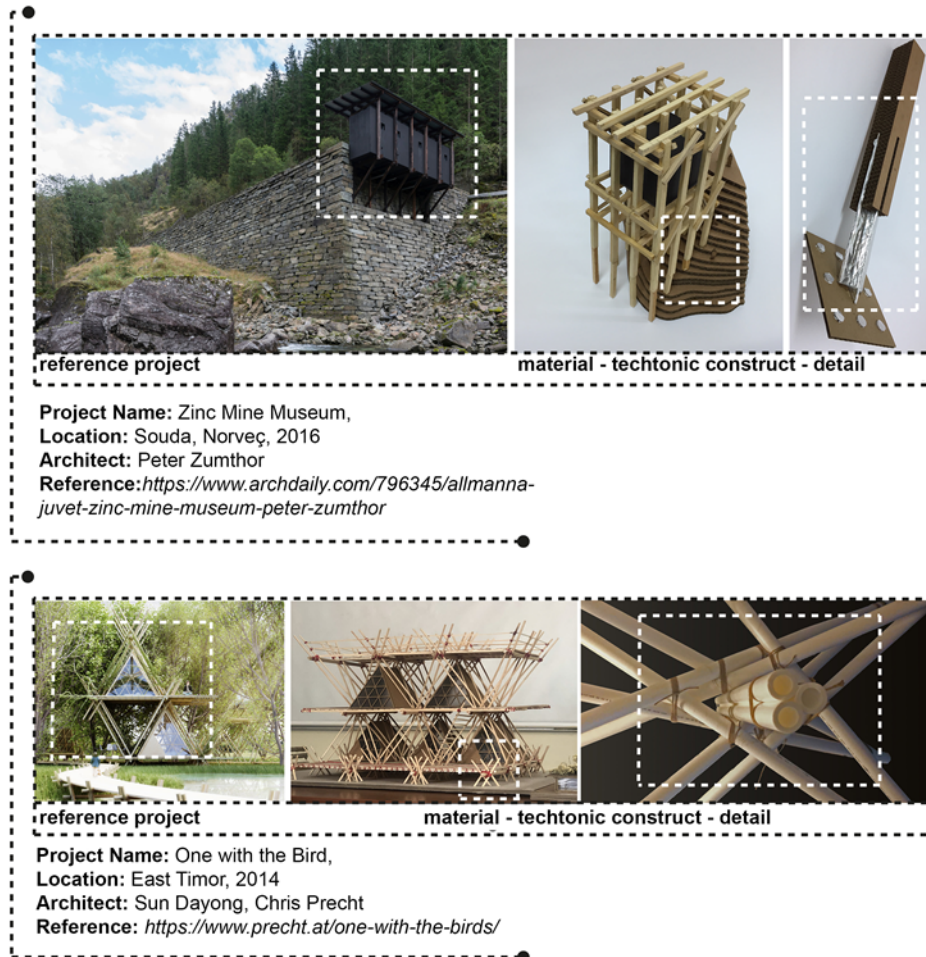 reference project
material - techtonic construct - detail
Project Name: Zinc Mine Museum,
Location: Souda, Norveç, 2016
Architect: Peter Zumthor
Reference:https://www.archdaily.com/796345/allmanna-
juvet-zinc-mine-museum-peter-zumthor
reference project
material - techtonic construct - detail
Project Name: One with the Bird,
Location: East Timor, 2014
Architect: Sun Dayong, Chris Precht
Reference: https://www.precht.at/one-with-the-birds/